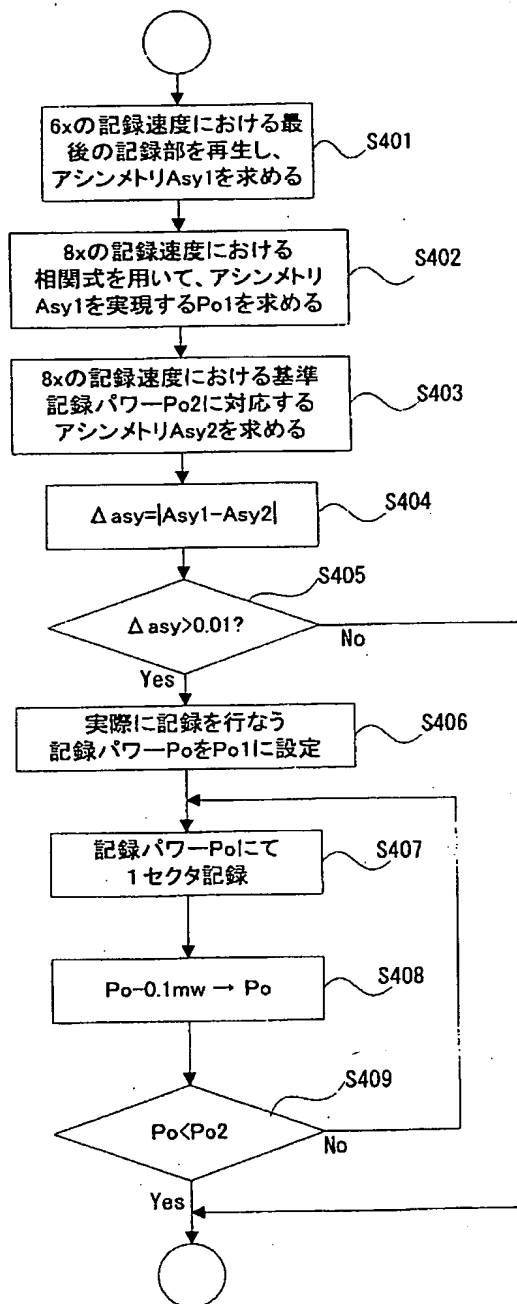 6xの記録速度における最
後の記録部を再生し、
アシンメトリAsy1を求める
S401
8xの記録速度における
相関式を用いて、アシンメトリ
Asy1を実現するPo1を求める
S402
8xの記録速度における基準
記録パワーPo2に対応する
アシンメトリAsy2を求める
S403
Δasy=|Asy1-Asy2|
S404
S405
Δasy>0.01?
No
Yes
実際に記録を行なう
記録パワーPoをPo1に設定
S406
記録パワーPoにて
1セクタ記録
S407
Po-0.1mw → Po
S408
S409
Po<Po2
No
Yes